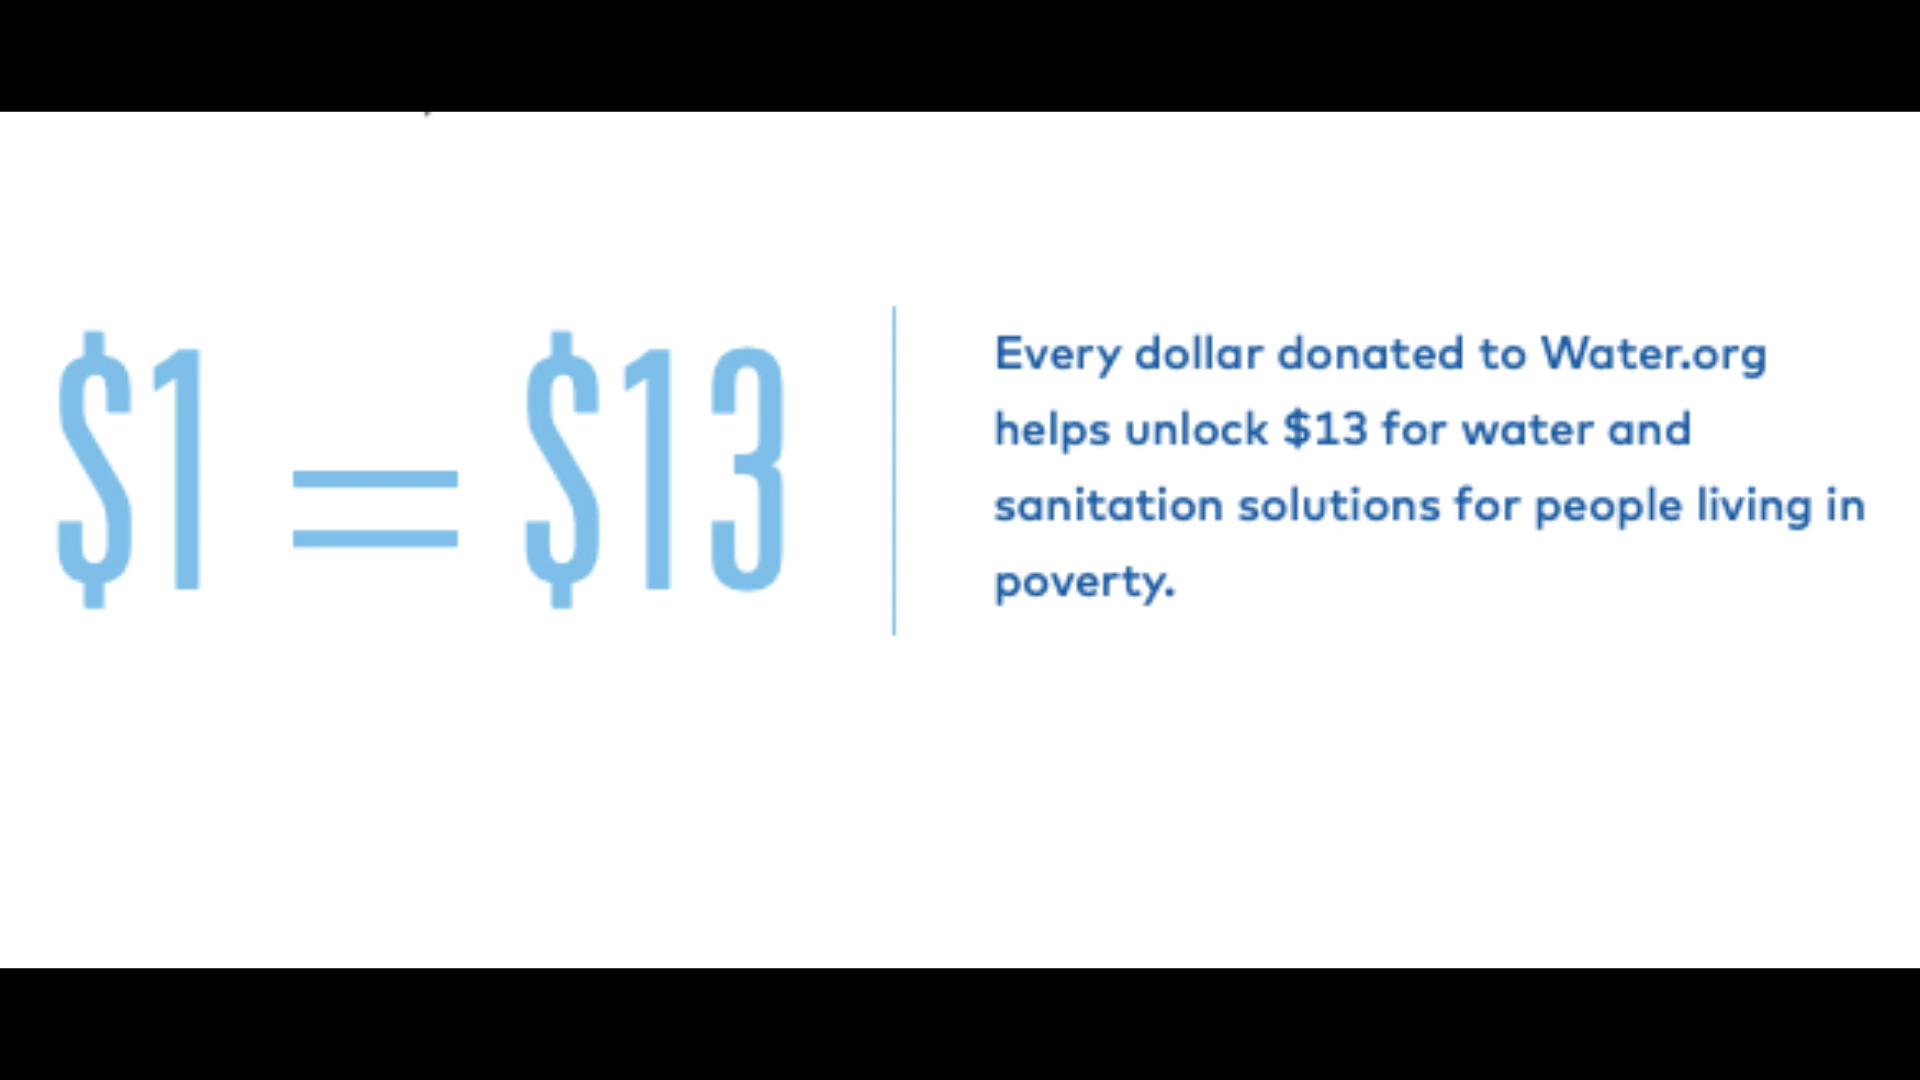 $1 = $13
Every dollar donated to Water.org
helps unlock $13 for water and
sanitation solutions for people living in
poverty.